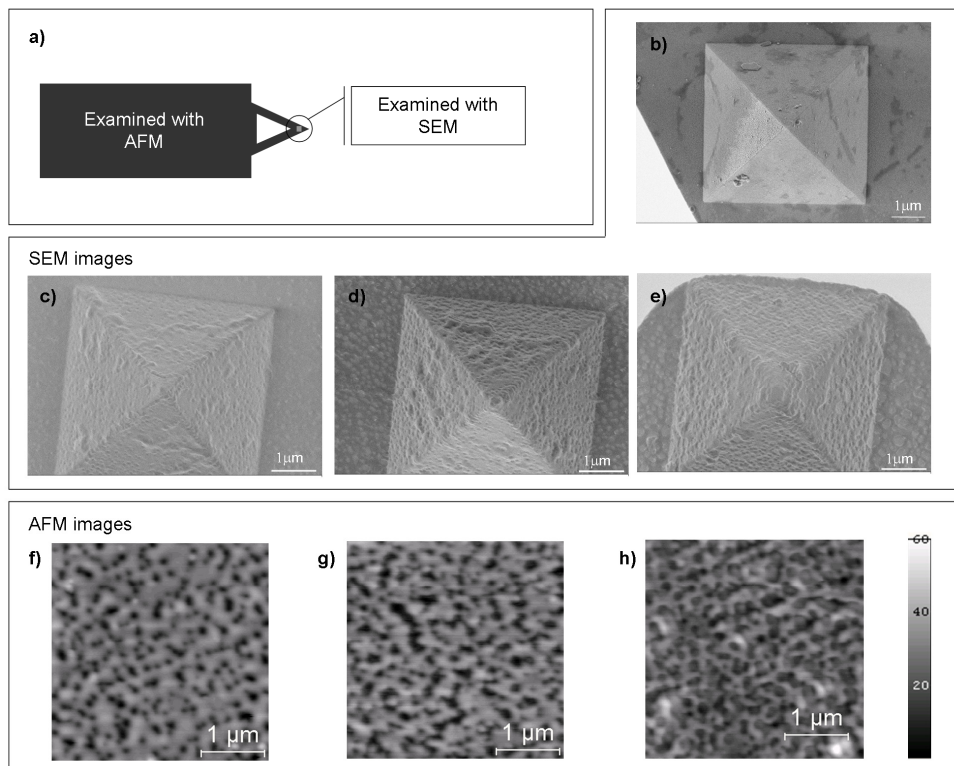 a)
Examined with
AFM
Examined with
SEM
b)
1μm
SEM images
c)
1μm
d)
1μm
e)
1μm
AFM images
f)
1 μm
g)
1 μm
h)
1 μm
60
40
20